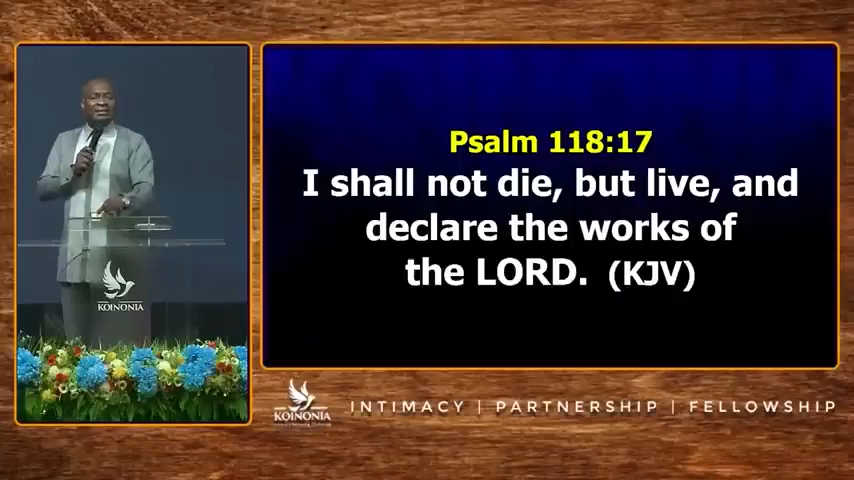 Psalm 118:17
I shall not die, but live, and
declare the works of
the LORD. (KJV)
KOINONIA
KOINONIA
INTIMACY | PARTNERSHIP | FELLOWSHIP